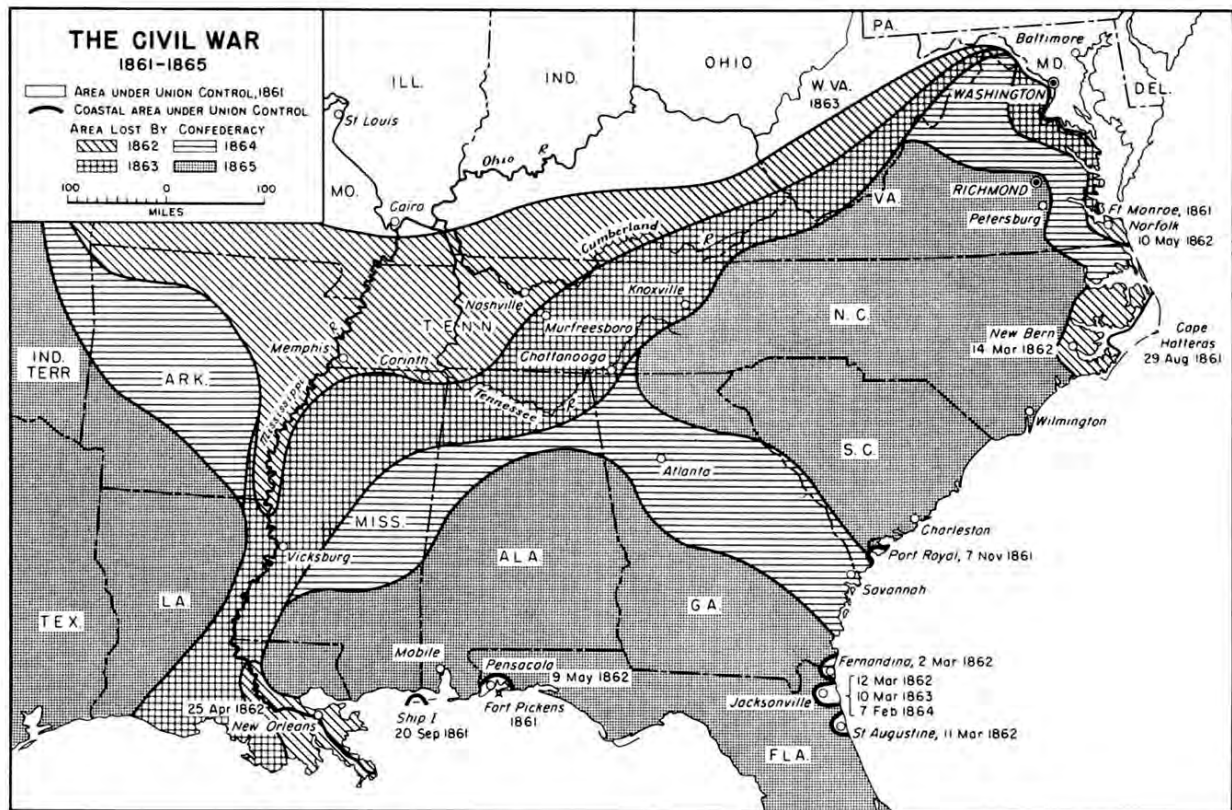 THE CIVIL WAR
1861-1865
AREA UNDER UNION CONTROL, 1861
COASTAL AREA UNDER UNION CONTROL
AREA LOST BY CONFEDERACY
1862 1864
1863 1865
100 0 100
MILES
PA.
Baltimore
MD.
DEL.
WASHINGTON
OHIO
IND.
ILL.
W. VA.
1863
St Louis
Ohio R
MO.
Cairo
VA.
RICHMOND
Petersburg
Ft Monroe, 1861
Norfolk
10 May 1862
Cumberland R
Nashville
Knoxville
TENN
Murfreesboro
N.C.
New Bern
14 Mar 1862
Cape
Hatteras
29 Aug 1861
IND.
TERR
ARK.
Memphis
Corinth
Chattanooga
Mississippi R
Tennessee R
Wilmington
S.C.
Atlanta
MISS.
Charleston
Vicksburg
ALA.
Port Royal, 7 Nov 1861
Savannah
TEX.
LA.
GA.
Mobile
Pensacola
9 May 1862
Fernandina, 2 Mar 1862
12 Mar 1862
Jacksonville 10 Mar 1863
7 Feb 1864
25 Apr 1862
New Orleans
Ship I
20 Sep 1861
Fort Pickens
1861
St Augustine, 11 Mar 1862
FLA.